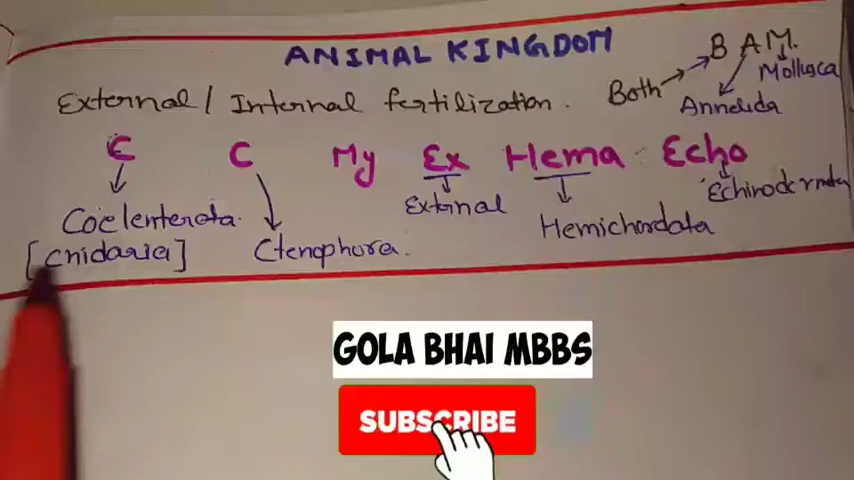 ANIMAL KINGDOM
B A M.
Both
Mollusca
Annelida
External / Internal fertilization.
C C My Ex Hema Echo
Coelenterata
[Cnidaria]
Ctenophora.
External
Hemichordata
Echinodermata
GOLA BHAI MBBS
SUBSCRIBE